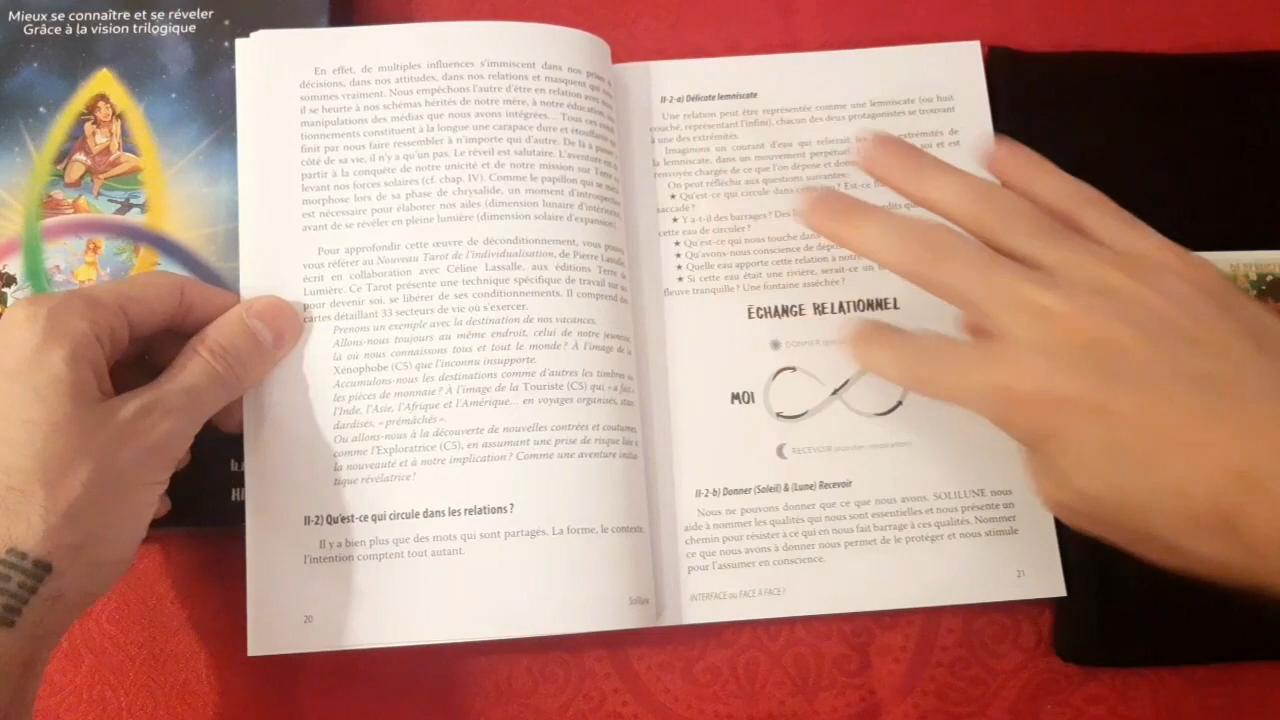 Mieux se connaître et se réveler
Grâce à la vision trilogique
En effet, de multiples influences s'immiscent dans nos prises
décisions, dans nos attitudes, dans nos relations et masquent qui
sommes vraiment. Nous empêchons l'autre d'être en relation avec
il se heurte à nos schémas hérités de notre mère, à notre éducation,
manipulations des médias que nous avons intégrées... Tous ces
tionnements constituent à la longue une carapace dure et étouffante
finit par nous faire ressembler à n'importe qui d'autre. De là à passer
côté de sa vie, il n'y a qu'un pas. Le réveil est salutaire. L'aventure est
partir à la conquête de notre unicité et de notre mission sur Terre
levant nos forces solaires (cf. chap. IV). Comme le papillon qui se
morphose lors de sa phase de chrysalide, un moment d'introspection
est nécessaire pour élaborer nos ailes (dimension lunaire d'intériorité)
avant de se révéler en pleine lumière (dimension solaire d'expansion).
Pour approfondir cette œuvre de déconditionnement, vous pouvez
vous référer au Nouveau Tarot de l'individualisation, de Pierre Lassalle,
écrit en collaboration avec Céline Lassalle, aux éditions Terre de
Lumière. Ce Tarot présente une technique spécifique de travail sur
pour devenir soi, se libérer de ses conditionnements. Il comprend
cartes détaillant 33 secteurs de vie où s'exercer.
Prenons un exemple avec la destination de nos vacances.
Allons-nous toujours au même endroit, celui de notre jeunesse,
là où nous connaissons tous et tout le monde ? À l'image de la
Xénophobe (C5) que l'inconnu insupporte.
Accumulons-nous les destinations comme d'autres les timbres ou
les pièces de monnaie ? À l'image de la Touriste (C5) qui « a fait »
l'Inde, l'Asie, l'Afrique et l'Amérique... en voyages organisés, stan-
dardisés, « prémâchés ».
Ou allons-nous à la découverte de nouvelles contrées et coutumes,
comme l'Exploratrice (C5), en assumant une prise de risque liée à
la nouveauté et à notre implication ? Comme une aventure initia-
tique révélatrice !
II-2) Qu'est-ce qui circule dans les relations ?
Il y a bien plus que des mots qui sont partagés. La forme, le contexte,
l'intention comptent tout autant.
20
Solilune
II-2-a) Délicate lemniscate
Une relation peut être représentée comme une lemniscate (ou huit
couché, représentant l'infini), chacun des deux protagonistes se trouvant
à une des extrémités.
Imaginons un courant d'eau qui relierait les extrémités de
la lemniscate, dans un mouvement perpétuel. soi et est
renvoyée chargée de ce que l'on dépose et
On peut réfléchir aux questions suivantes:
★ Qu'est-ce qui circule dans cette eau ? Est-ce
saccadé ?
★ Y a-t-il des barrages ? Des
cette eau de circuler ?
★ Qu'est-ce qui nous touche dans
★ Qu'avons-nous conscience de
★ Quelle eau apporte cette relation à notre
★ Si cette eau était une rivière, serait-ce un
fleuve tranquille ? Une fontaine asséchée ?
ÉCHANGE RELATIONNEL
DONNER
MOI
RECEVOIR
II-2-b) Donner (Soleil) & (Lune) Recevoir
Nous ne pouvons donner que ce que nous avons. SOLILUNE nous
aide à nommer les qualités qui nous sont essentielles et nous présente un
chemin pour résister à ce qui en nous fait barrage à ces qualités. Nommer
ce que nous avons à donner nous permet de le protéger et nous stimule
pour l'assumer en conscience.
INTERFACE ou FACE À FACE ?
21